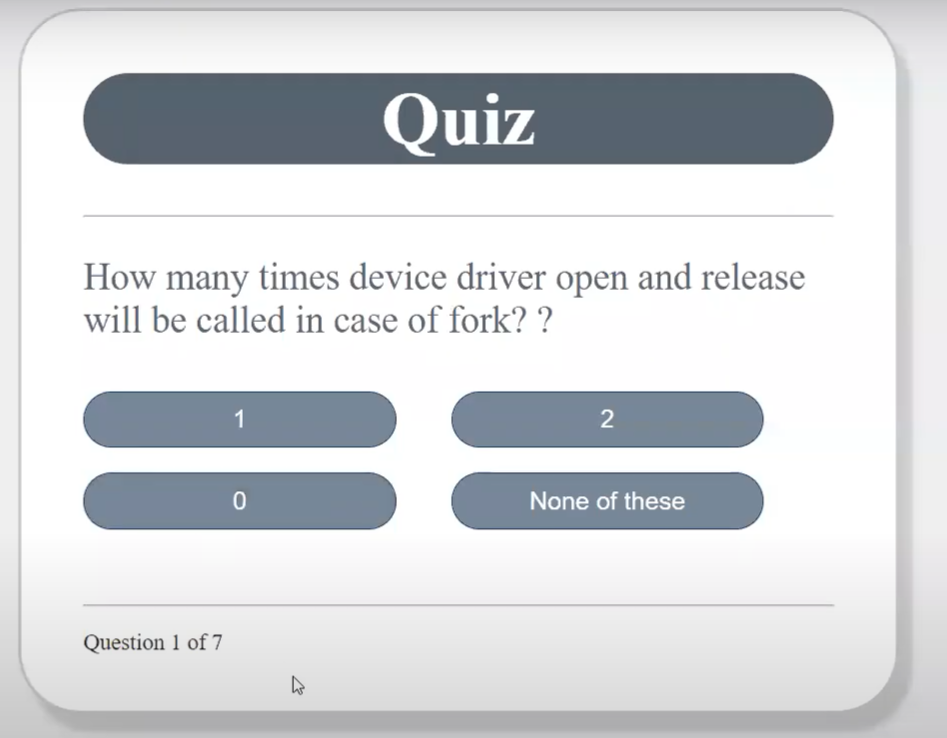 Quiz
How many times device driver open and release
will be called in case of fork? ?
1
2
0
None of these
Question 1 of 7